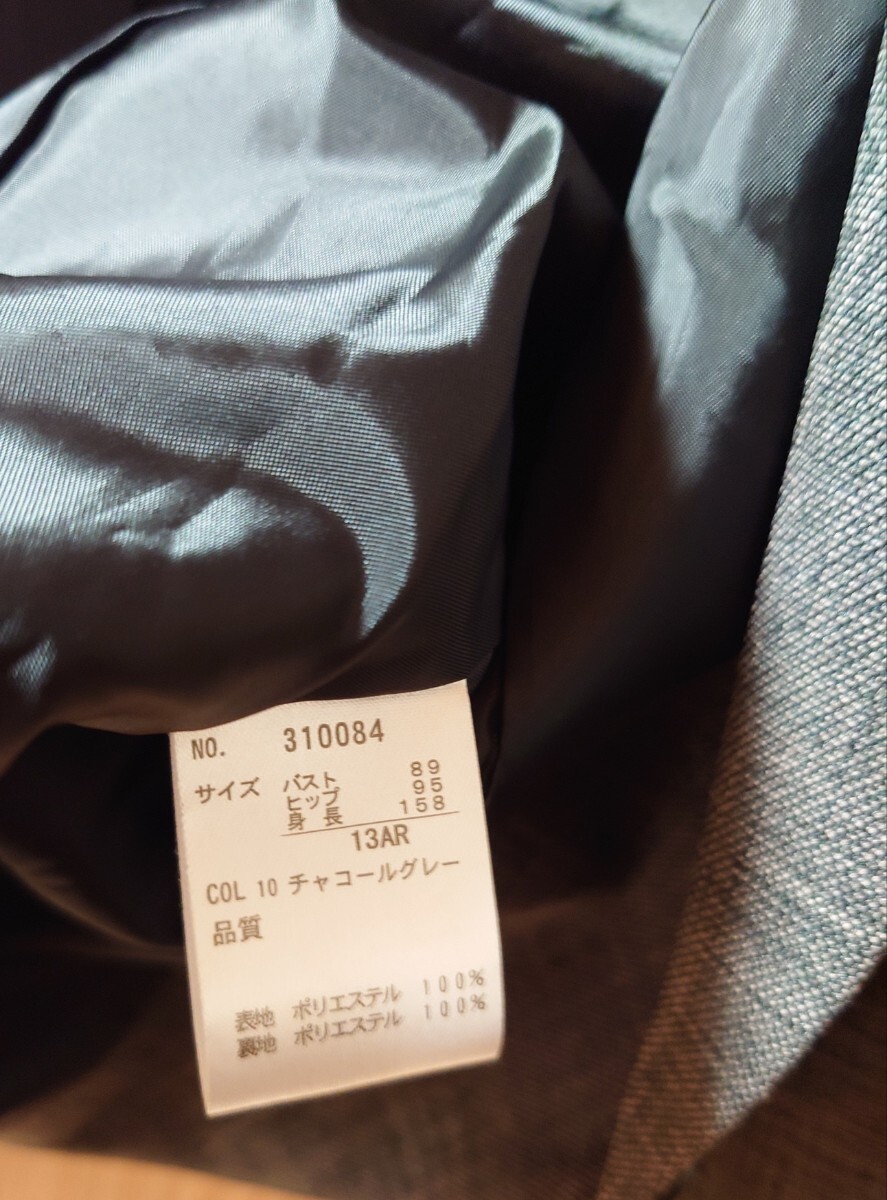 NO. 310084
サイズ バスト 89
ヒップ 95
身長 158
13AR
COL 10 チャコールグレー
品質
表地 ポリエステル 100%
裏地 ポリエステル 100%